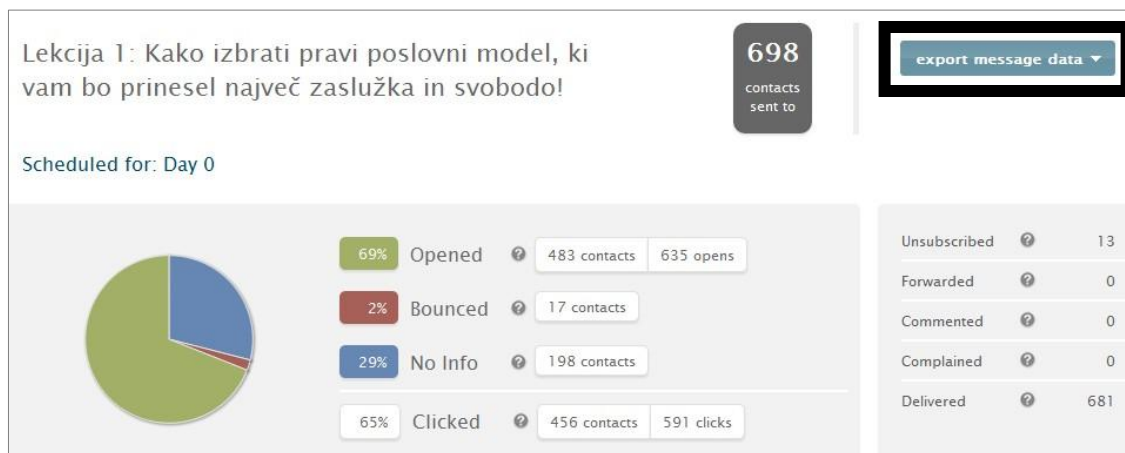 Lekcija 1: Kako izbrati pravi poslovni model, ki
vam bo prinesel največ zaslužka in svobodo!
698
contacts
sent to
export message data
Scheduled for: Day 0
69% Opened ? 483 contacts 635 opens
2% Bounced ? 17 contacts
29% No Info ? 198 contacts
65% Clicked ? 456 contacts 591 clicks
Unsubscribed ? 13
Forwarded ? 0
Commented ? 0
Complained ? 0
Delivered ? 681